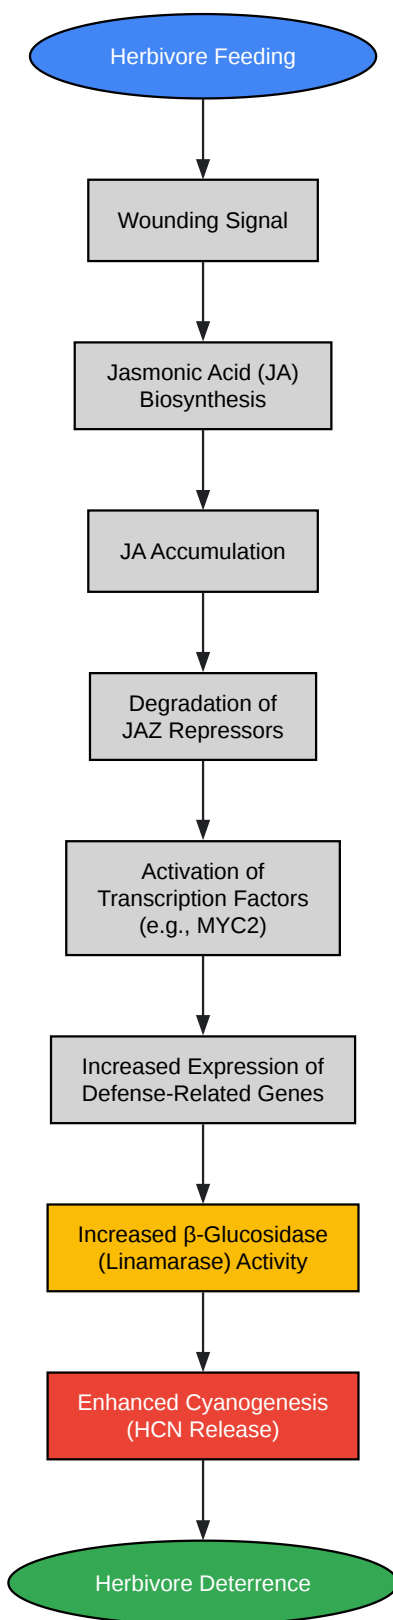 Herbivore Feeding
Wounding Signal
Jasmonic Acid (JA)
Biosynthesis
JA Accumulation
Degradation of
JAZ Repressors
Activation of
Transcription Factors
(e.g., MYC2)
Increased Expression of
Defense-Related Genes
Increased β-Glucosidase
(Linamarase) Activity
Enhanced Cyanogenesis
(HCN Release)
Herbivore Deterrence